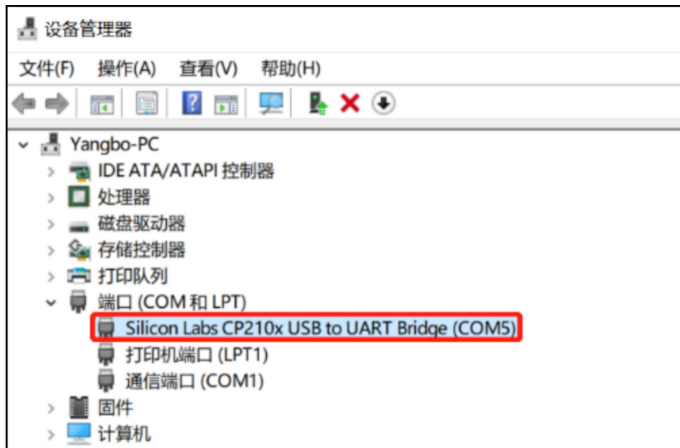 设备管理器
文件(F) 操作(A) 查看(V) 帮助(H)
Yangbo-PC
IDE ATA/ATAPI 控制器
处理器
磁盘驱动器
存储控制器
打印队列
端口 (COM 和 LPT)
Silicon Labs CP210x USB to UART Bridge (COM5)
打印机端口 (LPT1)
通信端口 (COM1)
固件
计算机